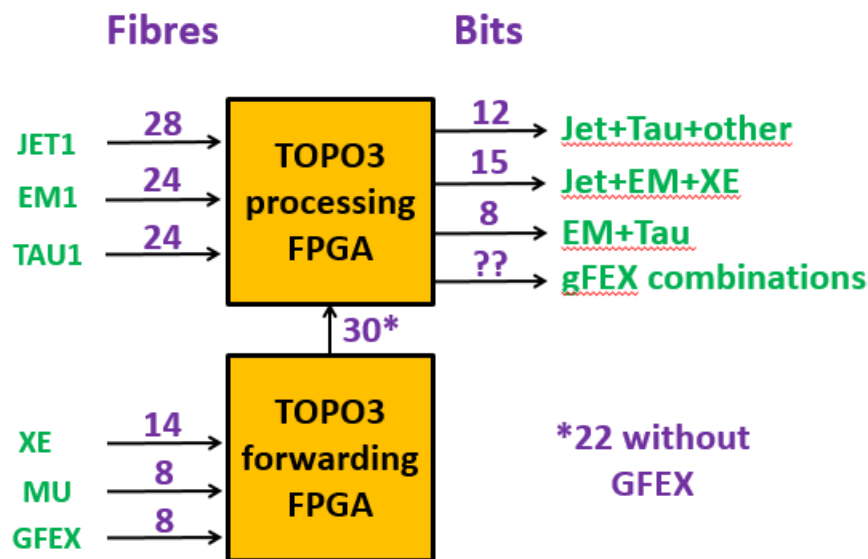 Fibres Bits
JET1 28
EM1 24
TAU1 24
TOPO3
processing
FPGA
12 Jet+Tau+other
15 Jet+EM+XE
8 EM+Tau
?? gFEX combinations
30*
XE 14
MU 8
GFEX 8
TOPO3
forwarding
FPGA
*22 without
GFEX